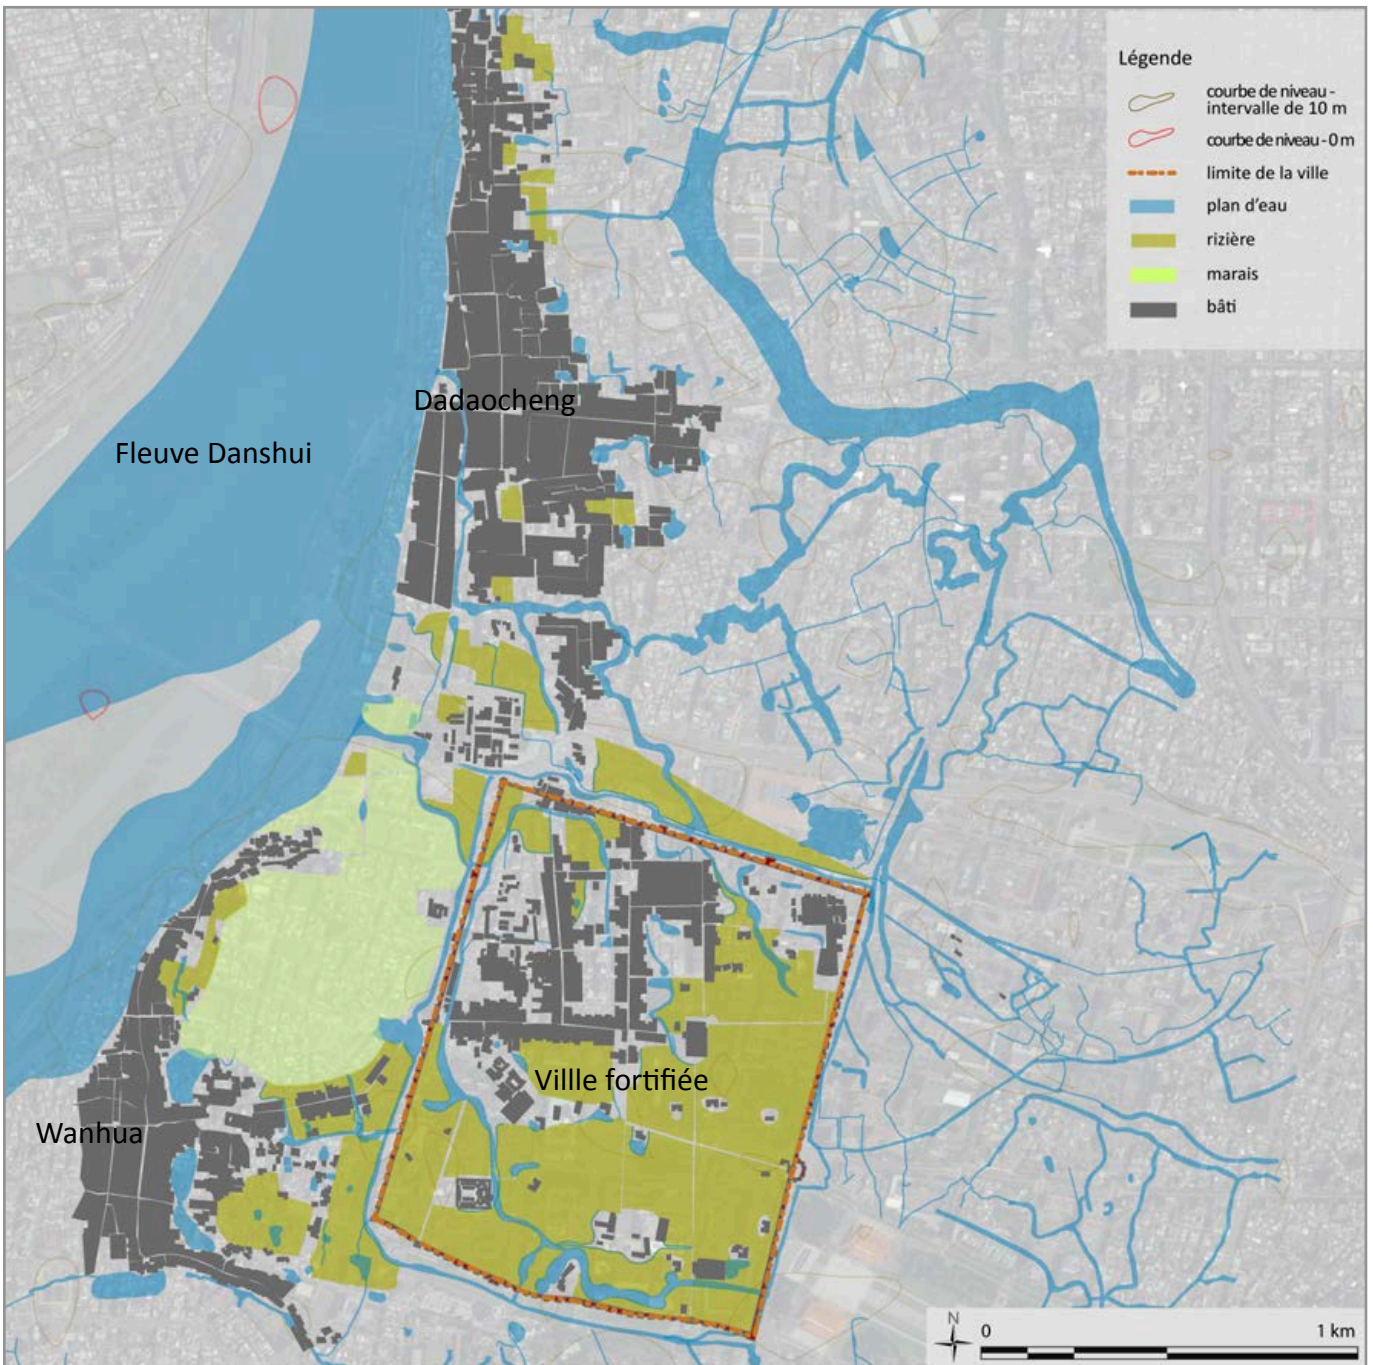 Légende
courbe de niveau -
intervalle de 10 m
courbe de niveau - 0 m
limite de la ville
plan d'eau
rizière
marais
bâti
Dadaocheng
Fleuve Danshui
Villle fortifiée
Wanhua
N
0 1 km